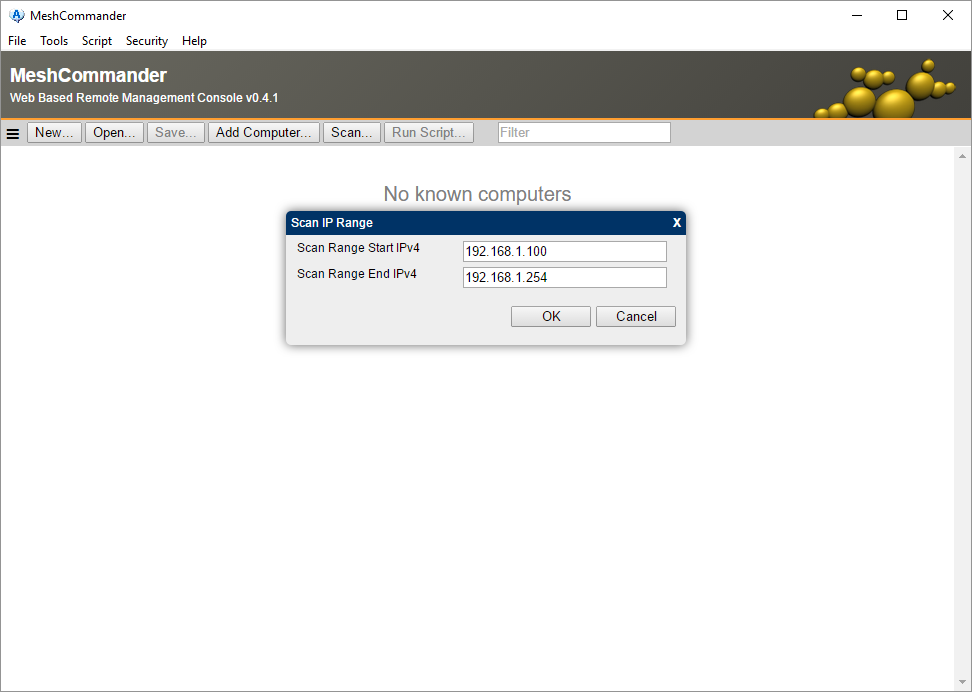 MeshCommander
File Tools Script Security Help
MeshCommander
Web Based Remote Management Console v0.4.1
New... Open... Save... Add Computer... Scan... Run Script... Filter
No known computers
Scan IP Range X
Scan Range Start IPv4 192.168.1.100
Scan Range End IPv4 192.168.1.254
OK Cancel